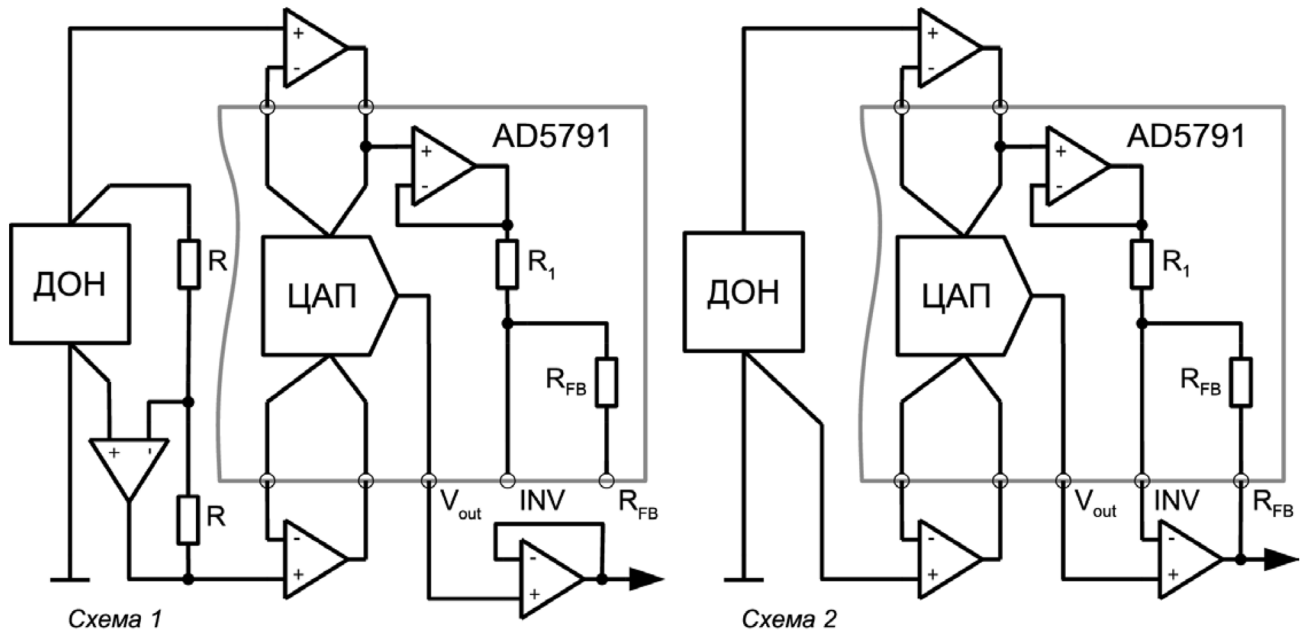 +
-
AD5791
+
-
ДОН
R
ЦАП
R1
RFB
+
-
R
-
+
Vout
INV
RFB
-
+
Схема 1
+
-
AD5791
+
-
ДОН
ЦАП
R1
RFB
-
+
Vout
INV
RFB
-
+
Схема 2